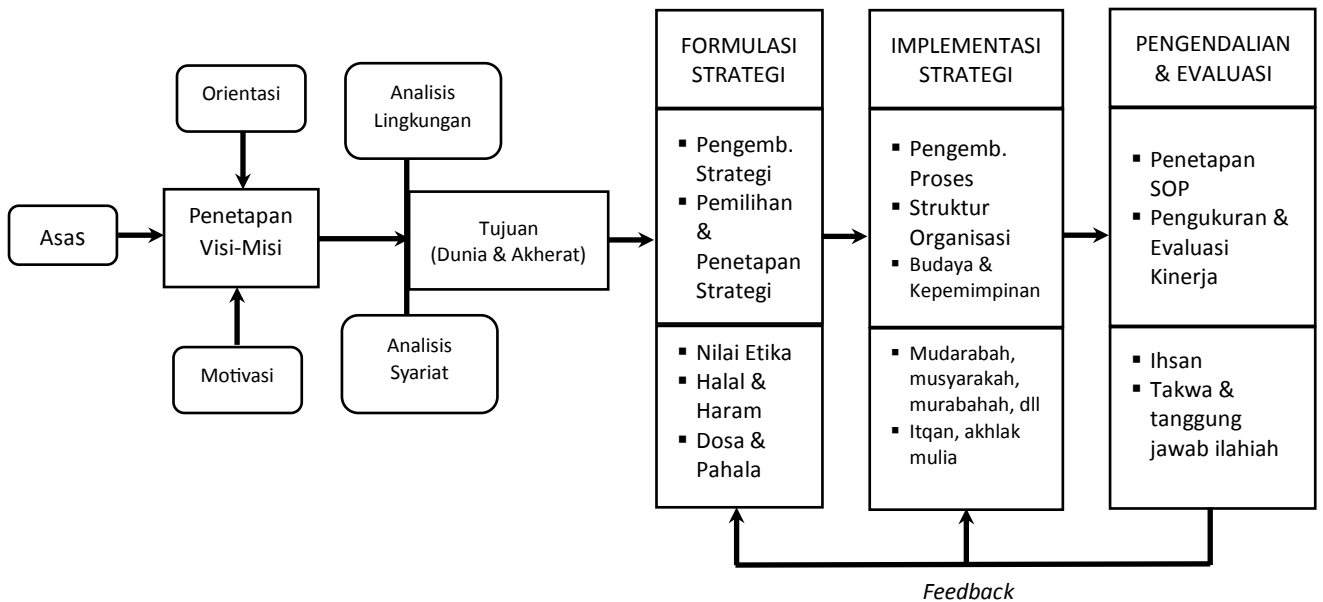 Asas
Orientasi
Penetapan
Visi-Misi
Motivasi
Analisis
Lingkungan
Tujuan
(Dunia & Akherat)
Analisis
Syariat
FORMULASI
STRATEGI
▪ Pengemb.
Strategi
▪ Pemilihan
&
Penetapan
Strategi
▪ Nilai Etika
▪ Halal &
Haram
▪ Dosa &
Pahala
IMPLEMENTASI
STRATEGI
▪ Pengemb.
Proses
▪ Struktur
Organisasi
▪ Budaya &
Kepemimpinan
▪ Mudarabah,
musyarakah,
murabahah, dll
▪ Itqan, akhlak
mulia
PENGENDALIAN
& EVALUASI
▪ Penetapan
SOP
▪ Pengukuran &
Evaluasi
Kinerja
▪ Ihsan
▪ Takwa &
tanggung
jawab ilahiah
Feedback